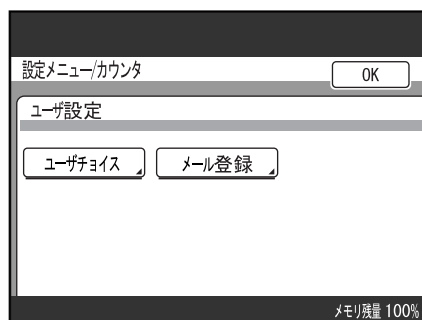 設定メニュー/カウンタ
OK
ユーザ設定
ユーザチョイス
メール登録
メモリ残量 100%